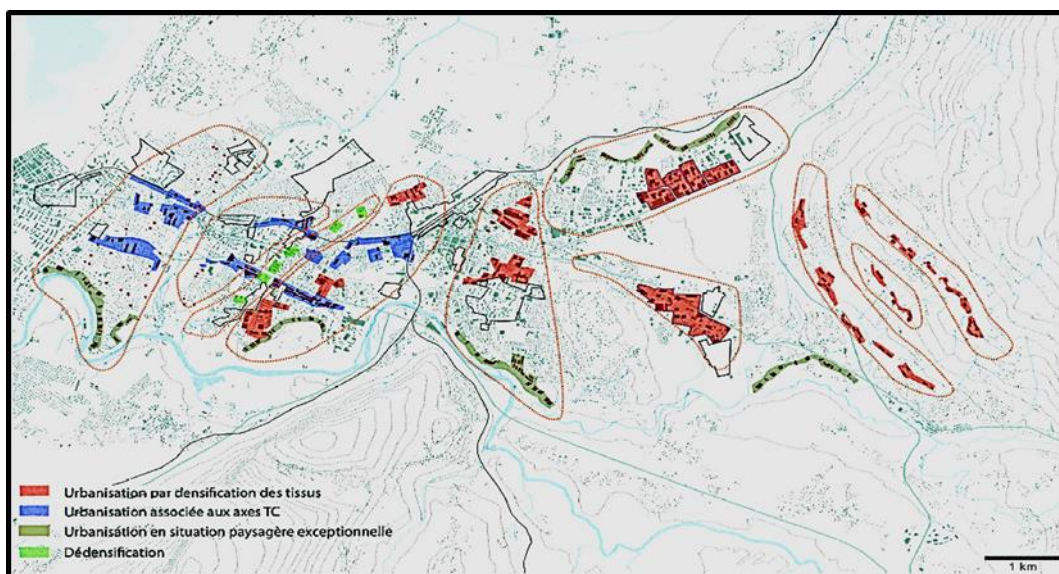 Urbanisation par densification des tissus
Urbanisation associée aux axes TC
Urbanisation en situation paysagère exceptionnelle
Dédensification
1 km